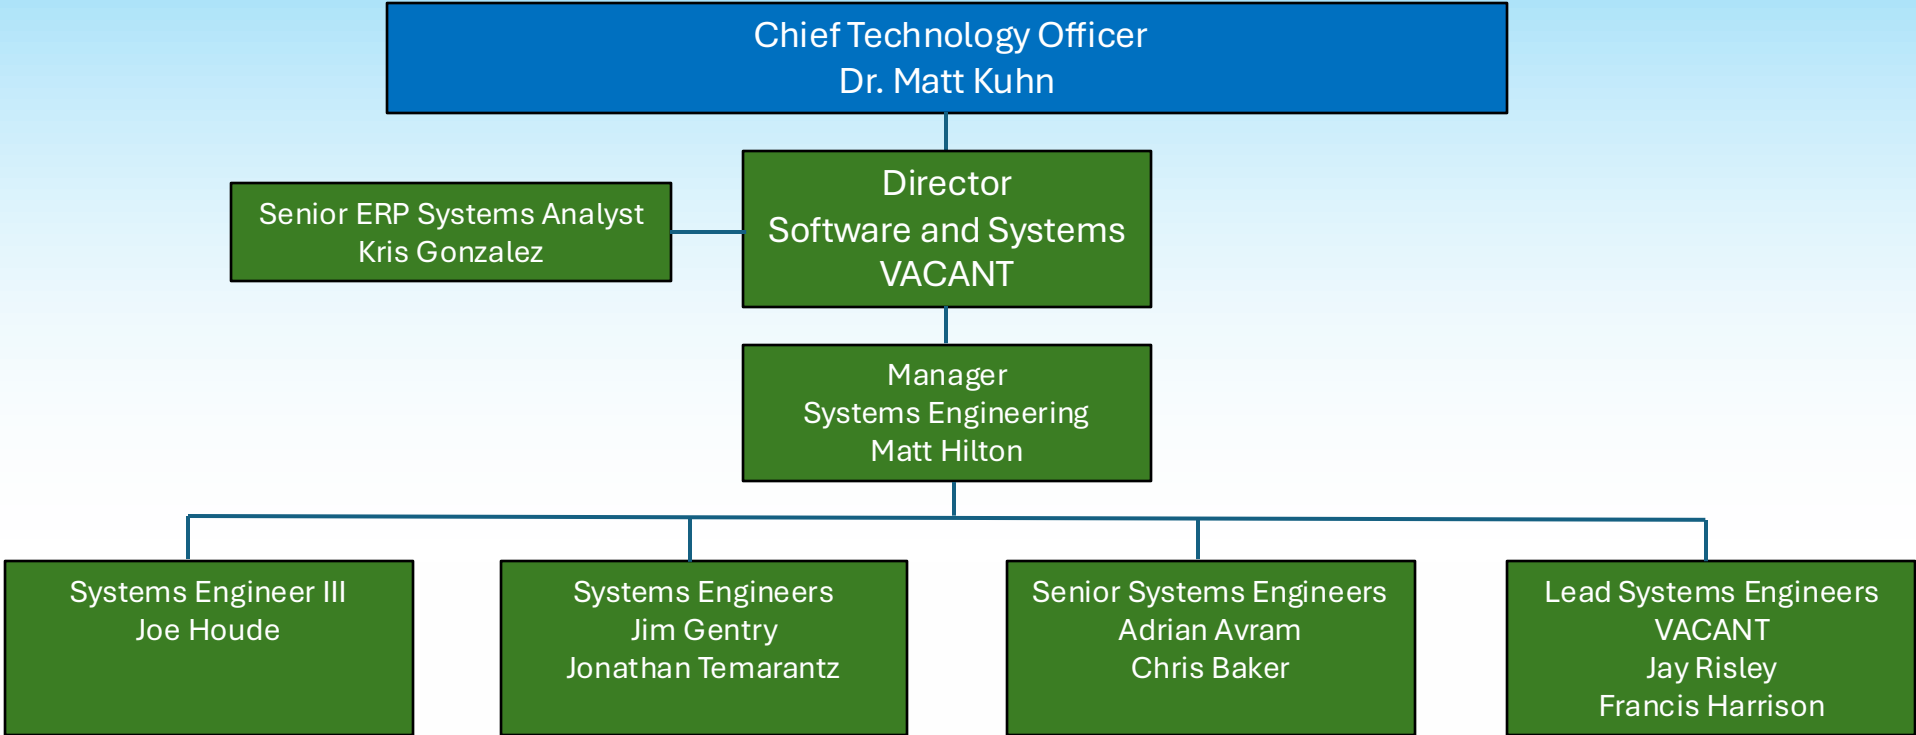 Chief Technology Officer
Dr. Matt Kuhn
Senior ERP Systems Analyst
Kris Gonzalez
Director
Software and Systems
VACANT
Manager
Systems Engineering
Matt Hilton
Systems Engineer III
Joe Houde
Systems Engineers
Jim Gentry
Jonathan Temarantz
Senior Systems Engineers
Adrian Avram
Chris Baker
Lead Systems Engineers
VACANT
Jay Risley
Francis Harrison